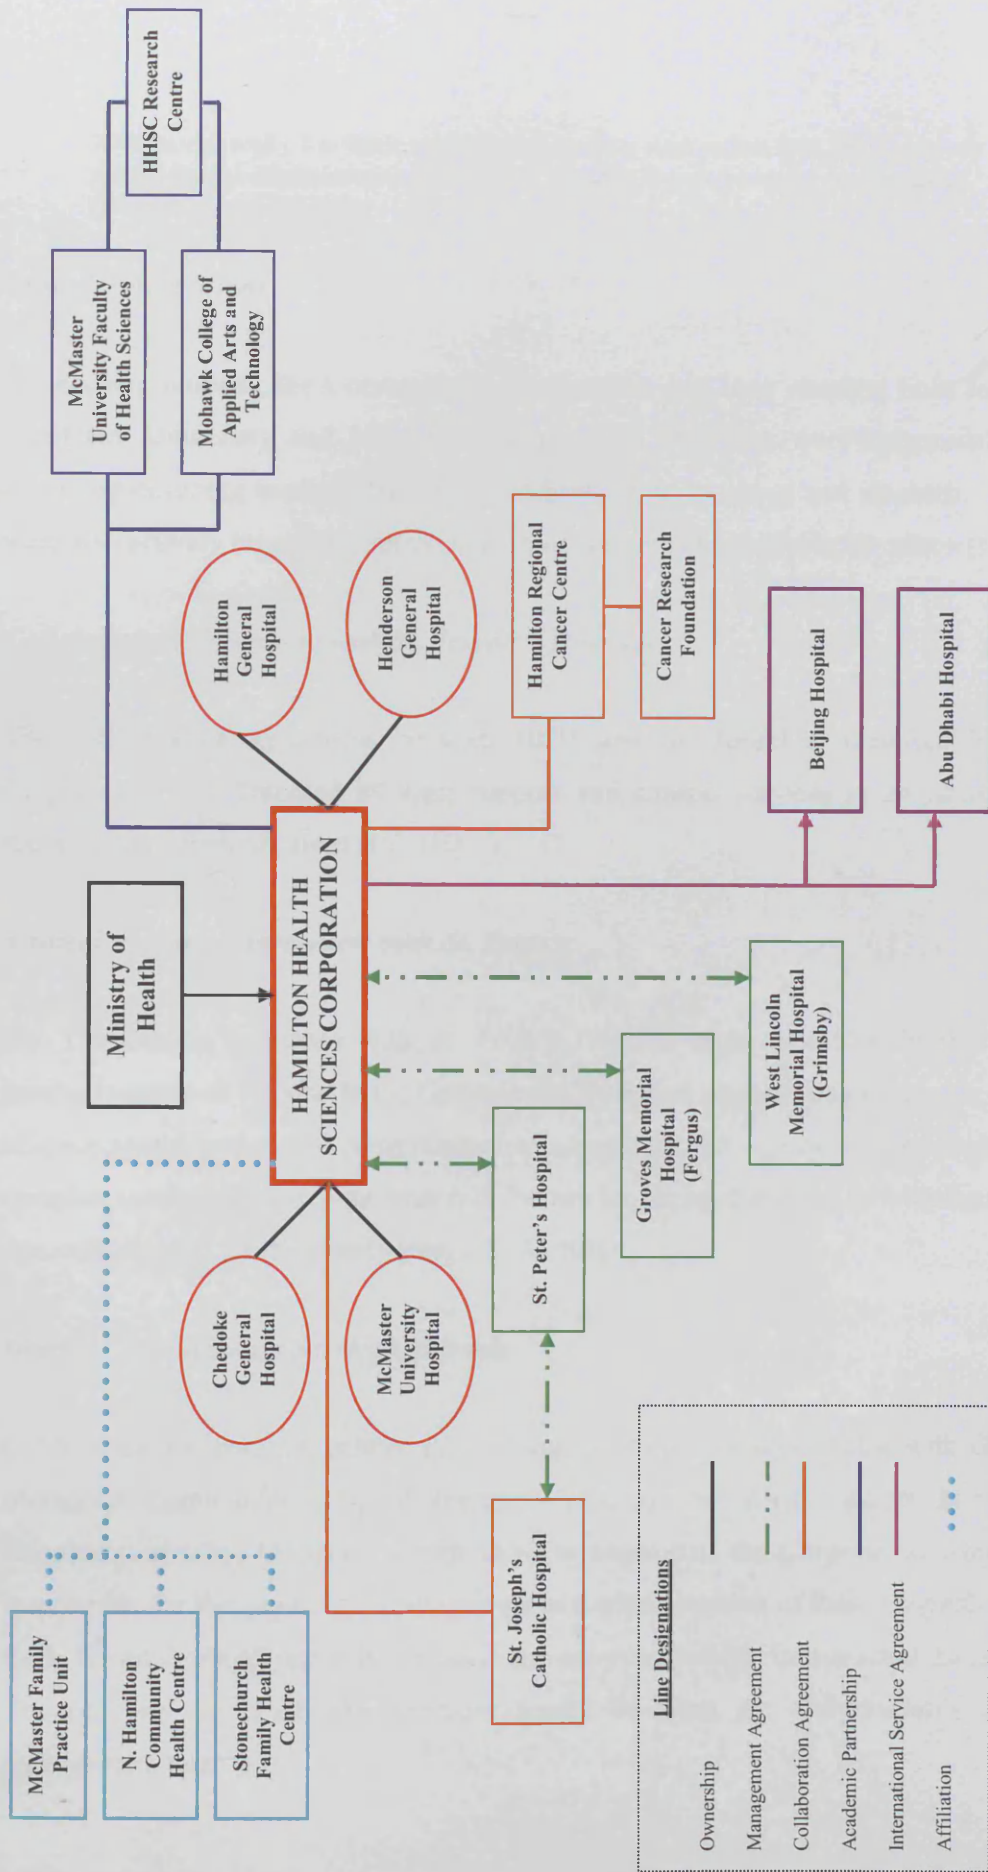 McMaster Family
Practice Unit
N. Hamilton
Community
Health Centre
Stonechurch
Family Health
Centre
Ministry of
Health
McMaster
University Faculty
of Health Sciences
Mohawk College of
Applied Arts and
Technology
HHSC Research
Centre
Chedoke
General
Hospital
McMaster
University
Hospital
HAMILTON HEALTH
SCIENCES CORPORATION
Hamilton
General
Hospital
Henderson
General
Hospital
St. Joseph's
Catholic Hospital
St. Peter's Hospital
Groves Memorial
Hospital
(Fergus)
West Lincoln
Memorial Hospital
(Grimsby)
Hamilton Regional
Cancer Centre
Cancer Research
Foundation
Beijing Hospital
Abu Dhabi Hospital
Line Designations
Ownership
Management Agreement
Collaboration Agreement
Academic Partnership
International Service Agreement
Affiliation